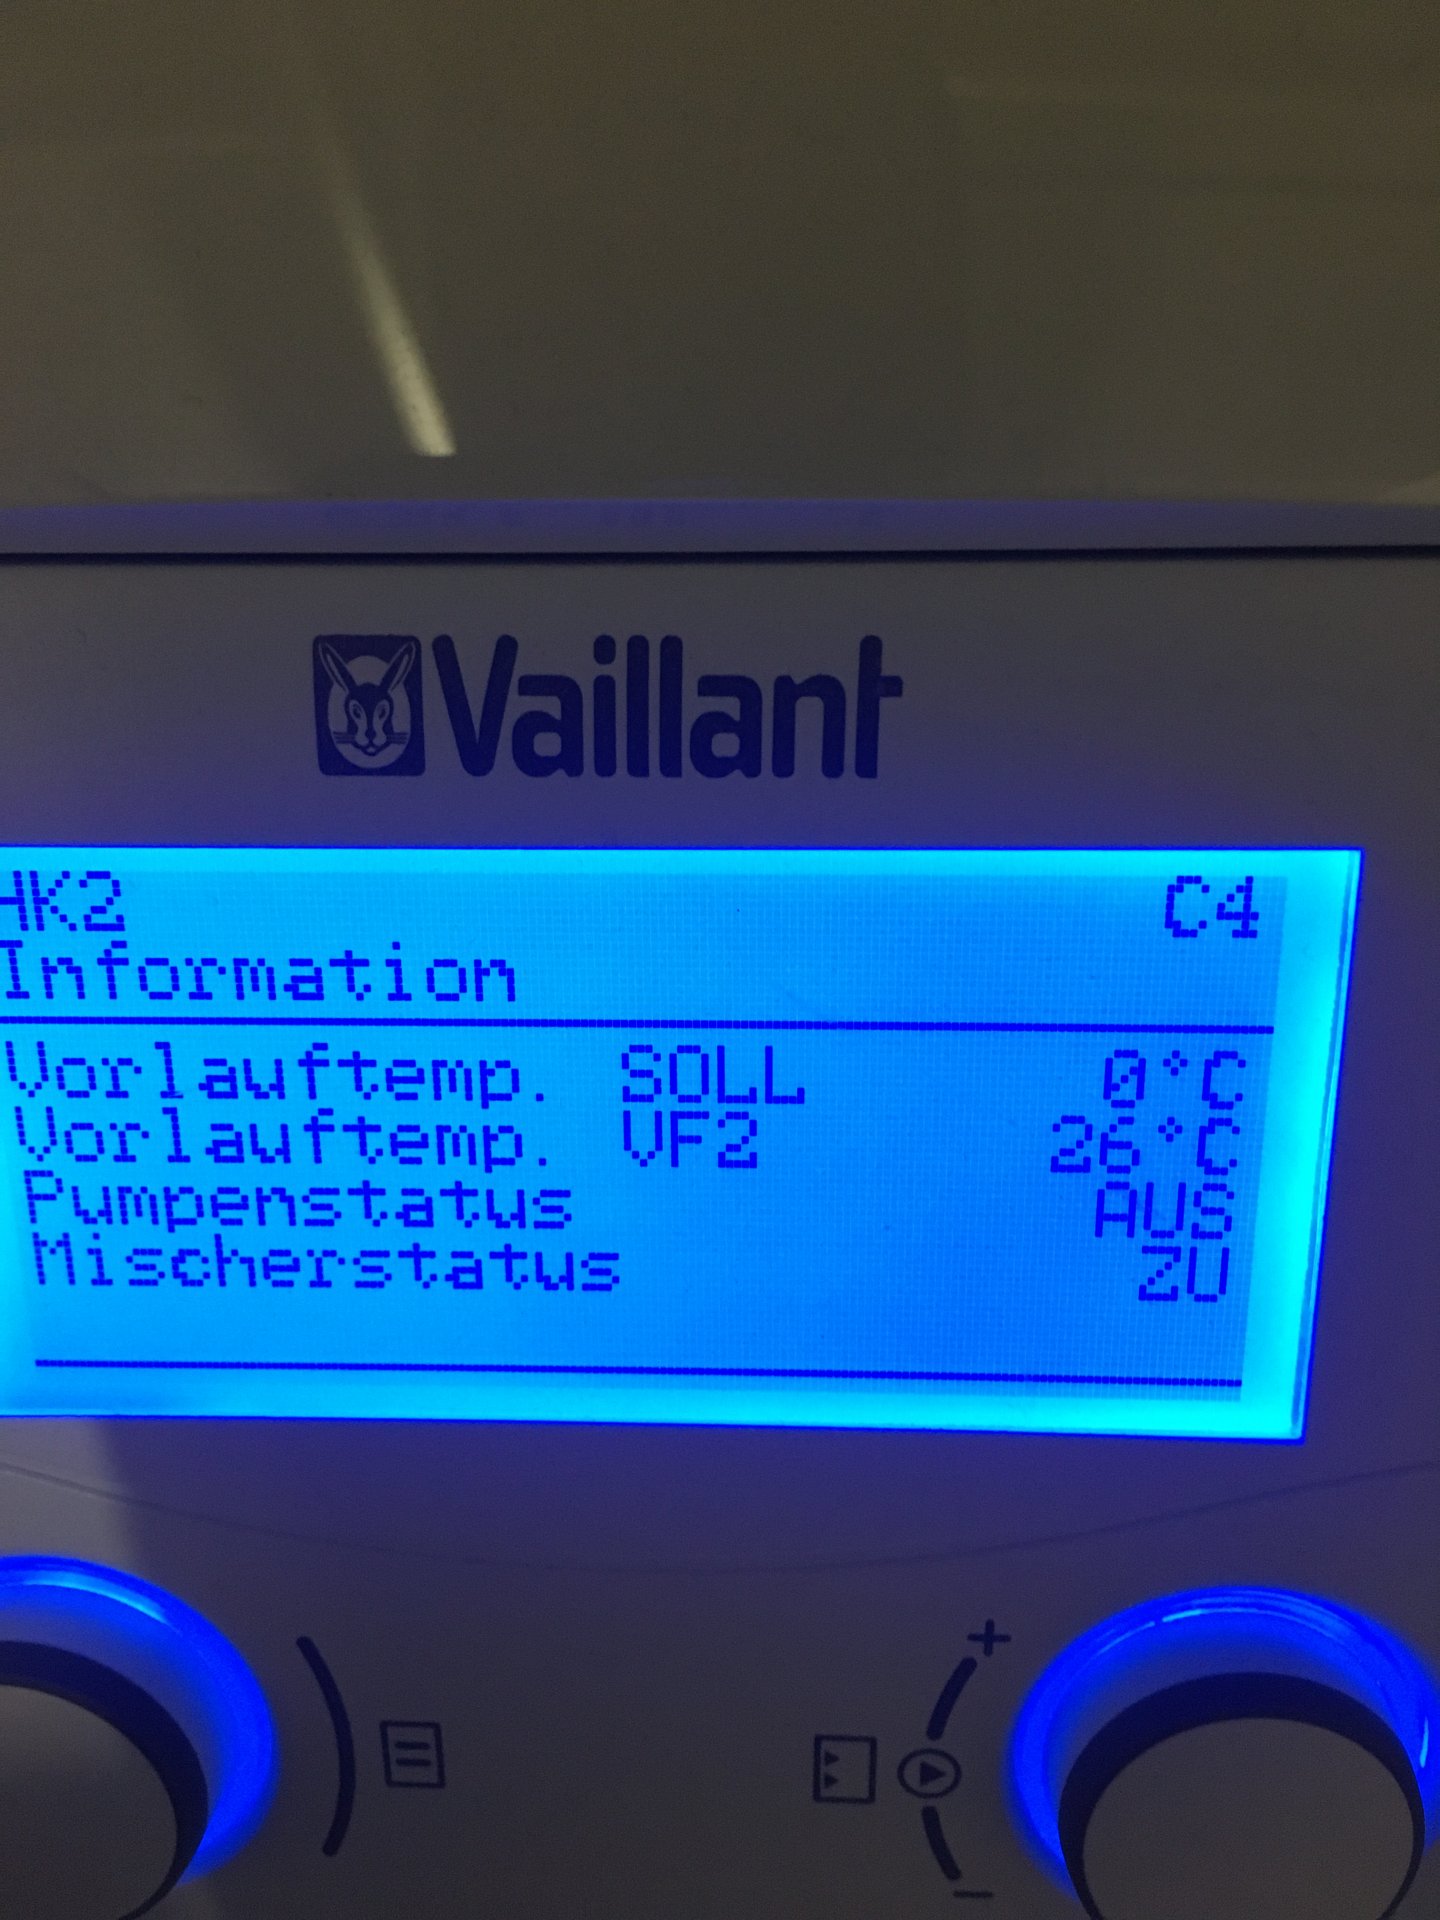 Vaillant
HK2 C4
Information
Vorlauftemp. SOLL 0°C
Vorlauftemp. VF2 26°C
Pumpenstatus AUS
Mischerstatus ZU
+
−